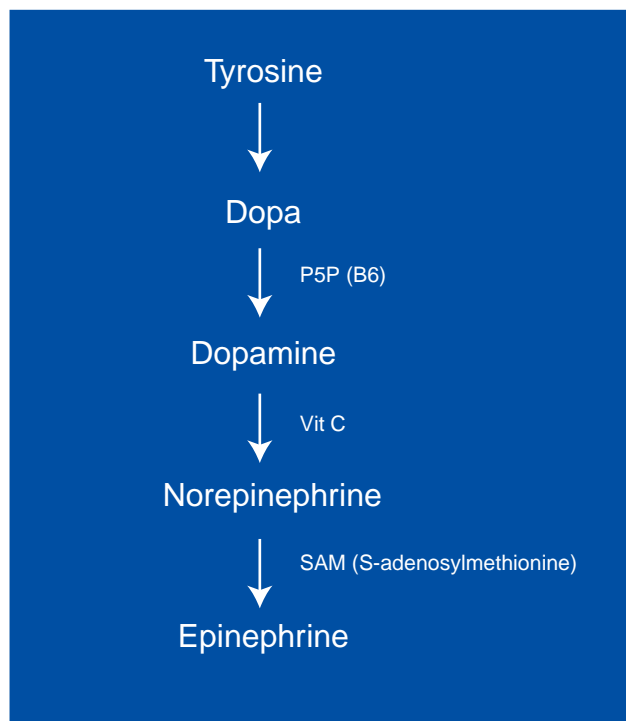 Tyrosine
Dopa
P5P (B6)
Dopamine
Vit C
Norepinephrine
SAM (S-adenosylmethionine)
Epinephrine